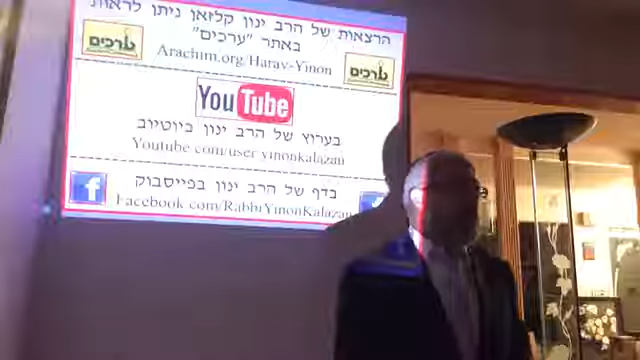 הרצאות של הרב ינון קלזאן ניתן לראות
באתר "ערכים"
ערכים
Arachim.org/Harav-Yinon
ערכים
YouTube
בערוץ של הרב ינון ביוטיוב
Youtube com/user yinonkalazan
בדף של הרב ינון בפייסבוק
f
Facebook com/RabbiYinonKalazan